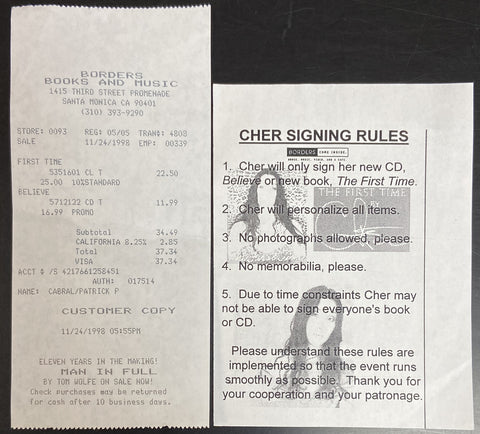 BORDERS
BOOKS AND MUSIC
1415 THIRD STREET PROMENADE
SANTA MONICA CA 90401
(310) 393-9290
STORE: 0093 REG: 05/05 TRAN#: 4808
SALE 11/24/1998 EMP: 00339
FIRST TIME
5351601 CL T 22.50
25.00 10%STANDARD
BELIEVE
5712122 CD T 11.99
16.99 PROMO
Subtotal 34.49
CALIFORNIA 8.25% 2.85
Total 37.34
VISA 37.34
ACCT # /S 4217661258451
AUTH: 017514
NAME: CABRAL/PATRICK P
CUSTOMER COPY
11/24/1998 05:55PM
ELEVEN YEARS IN THE MAKING!
MAN IN FULL
BY TOM WOLFE ON SALE NOW!
Check purchases may be returned
for cash after 10 business days.
CHER SIGNING RULES
BORDERS
1. Cher will only sign her new CD,
Believe or new book, The First Time.
THE FIRST TIME
2. Cher will personalize all items.
3. No photographs allowed, please.
4. No memorabilia, please.
5. Due to time constraints Cher may
not be able to sign everyone's book
or CD.
Please understand these rules are
implemented so that the event runs
smoothly as possible. Thank you for
your cooperation and your patronage.